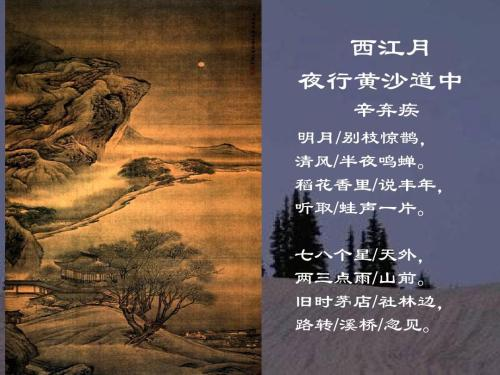 西江月
夜行黄沙道中
辛弃疾
明月/别枝惊鹊，
清风/半夜鸣蝉。
稻花香里/说丰年，
听取/蛙声一片。
七八个星/天外，
两三点雨/山前。
旧时茅店/社林边，
路转/溪桥/忽见。